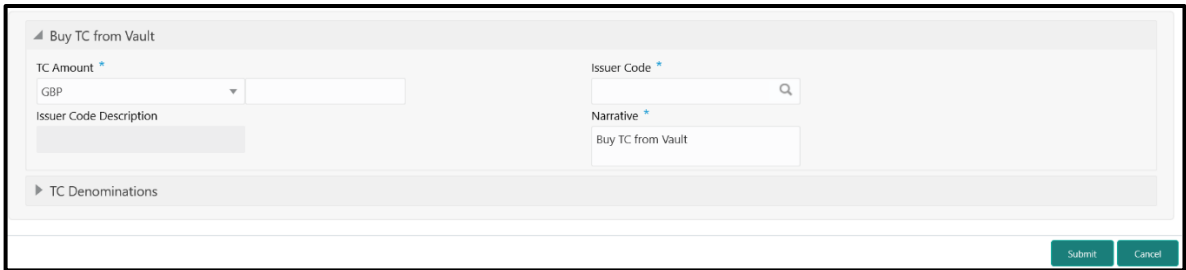 Buy TC from Vault
TC Amount *
Issuer Code *
GBP
Issuer Code Description
Narrative *
Buy TC from Vault
TC Denominations
Submit
Cancel